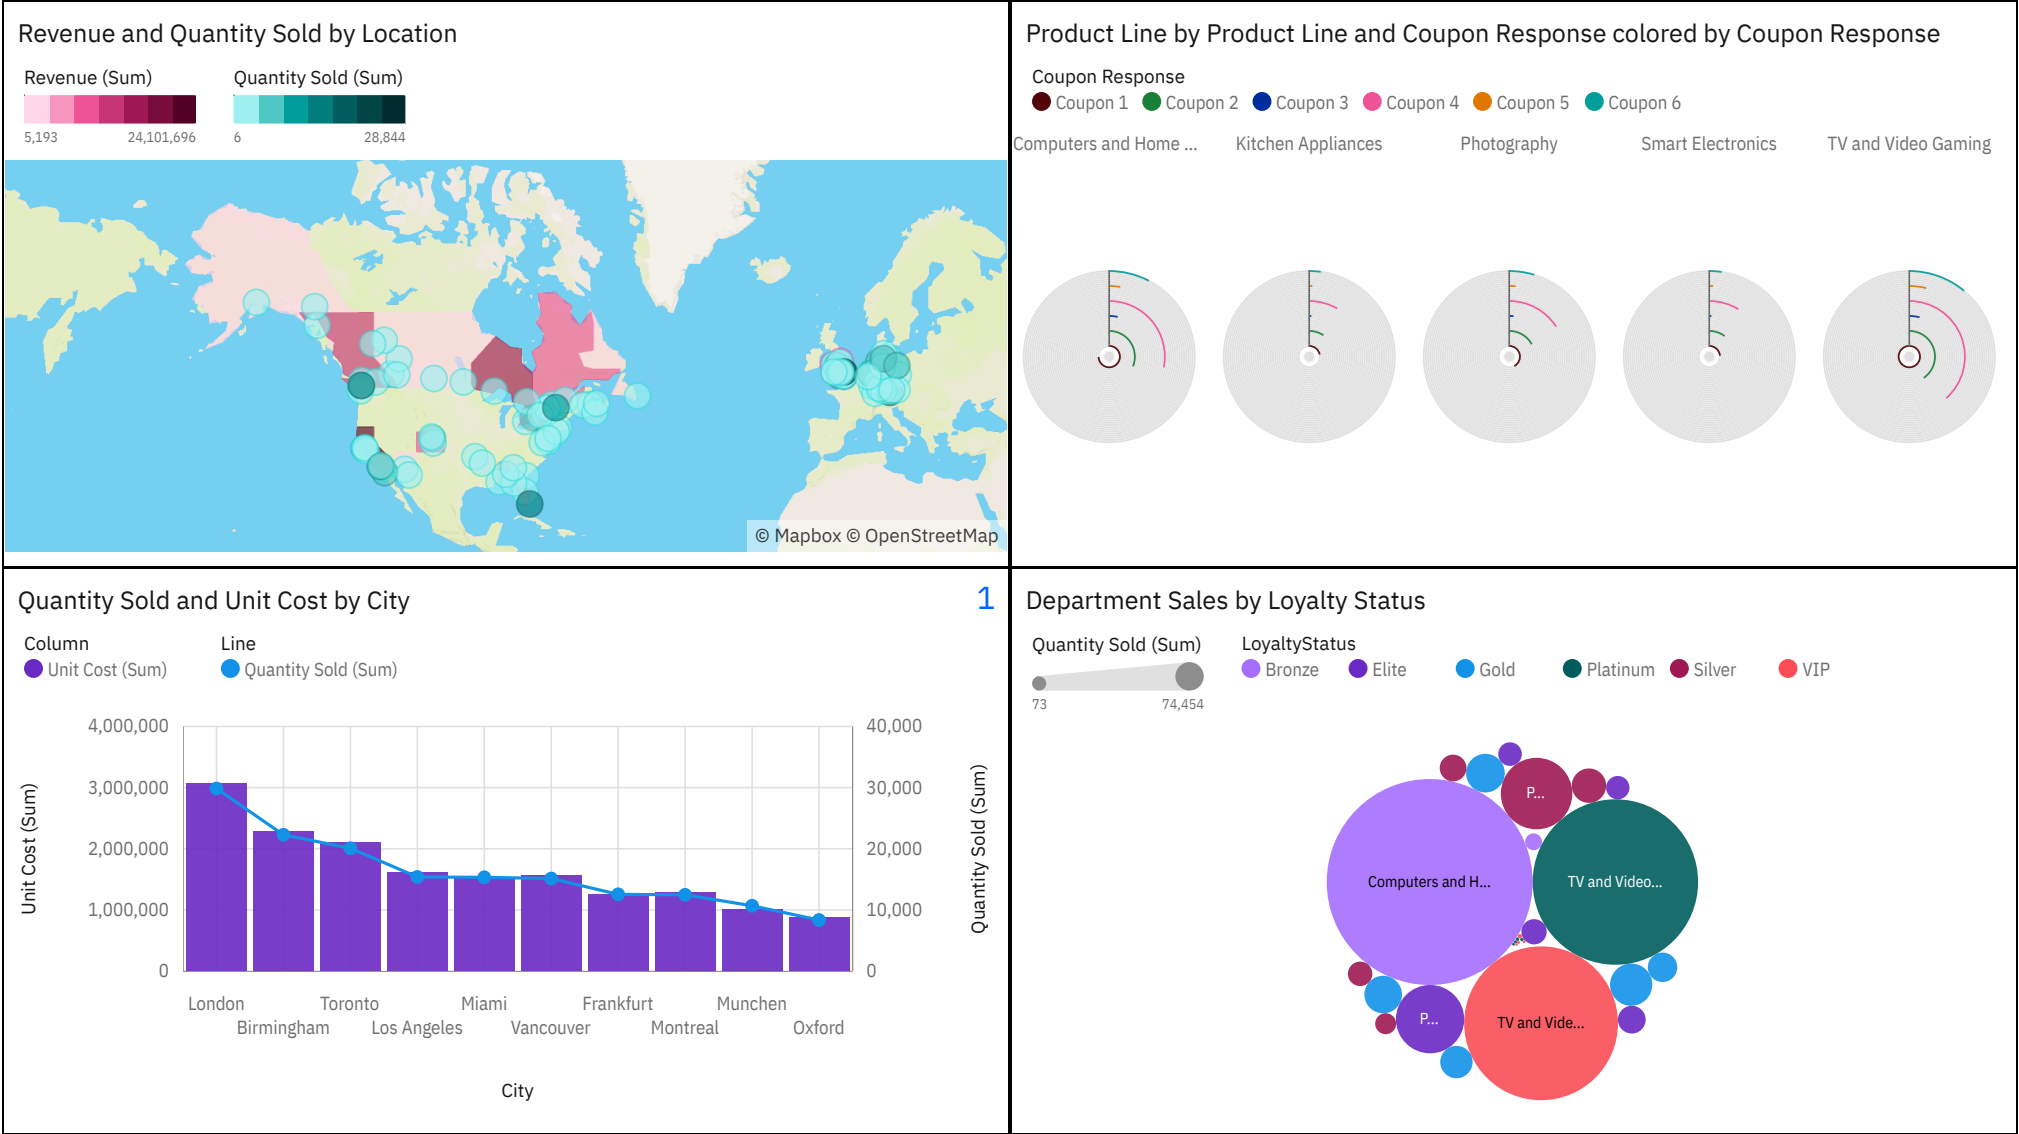 Revenue and Quantity Sold by Location
Revenue (Sum)
Quantity Sold (Sum)
5,193
24,101,696
6
28,844
© Mapbox © OpenStreetMap
Product Line by Product Line and Coupon Response colored by Coupon Response
Coupon Response
Coupon 1
Coupon 2
Coupon 3
Coupon 4
Coupon 5
Coupon 6
Computers and Home ...
Kitchen Appliances
Photography
Smart Electronics
TV and Video Gaming
Quantity Sold and Unit Cost by City
1
Column
Line
Unit Cost (Sum)
Quantity Sold (Sum)
4,000,000
3,000,000
2,000,000
1,000,000
0
Unit Cost (Sum)
40,000
30,000
20,000
10,000
0
Quantity Sold (Sum)
London
Birmingham
Toronto
Los Angeles
Miami
Vancouver
Frankfurt
Montreal
Munchen
Oxford
City
Department Sales by Loyalty Status
Quantity Sold (Sum)
73
74,454
LoyaltyStatus
Bronze
Elite
Gold
Platinum
Silver
VIP
P...
Computers and H...
TV and Video...
P...
TV and Vide...